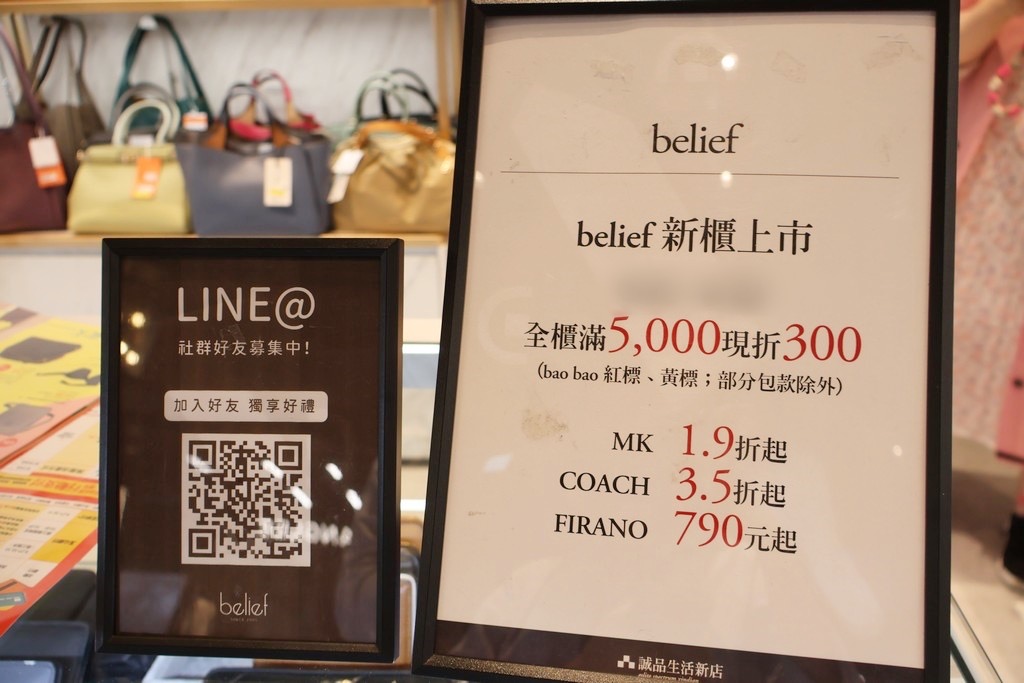 LINE@
社群好友募集中!
加入好友 獨享好禮
belief
belief
belief 新櫃上市
全櫃滿5,000現折300
(bao bao 紅標、黃標；部分包款除外)
MK 1.9折起
COACH 3.5折起
FIRANO 790元起
誠品生活新店